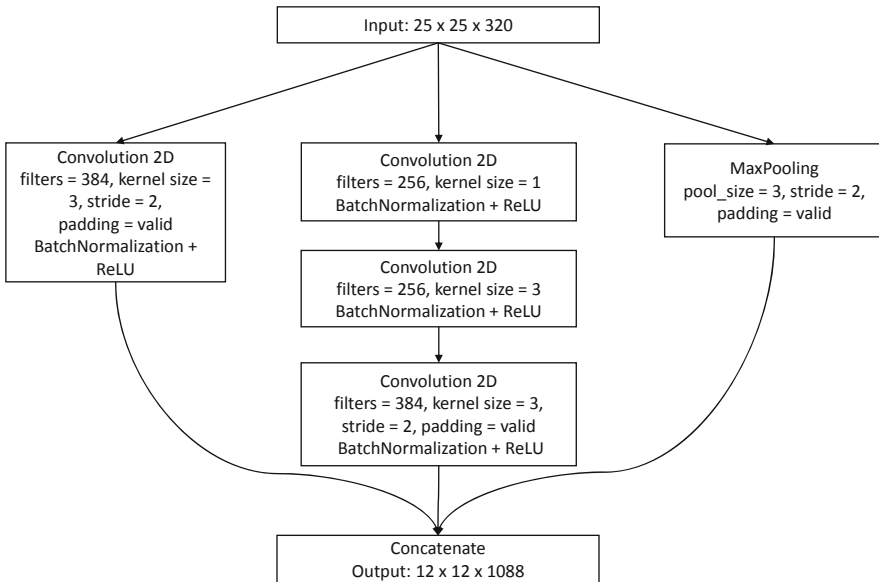 Input: 25 x 25 x 320
Convolution 2D
filters = 384, kernel size =
3, stride = 2,
padding = valid
BatchNormalization +
ReLU
Convolution 2D
filters = 256, kernel size = 1
BatchNormalization + ReLU
Convolution 2D
filters = 256, kernel size = 3
BatchNormalization + ReLU
Convolution 2D
filters = 384, kernel size = 3,
stride = 2, padding = valid
BatchNormalization + ReLU
MaxPooling
pool_size = 3, stride = 2,
padding = valid
Concatenate
Output: 12 x 12 x 1088